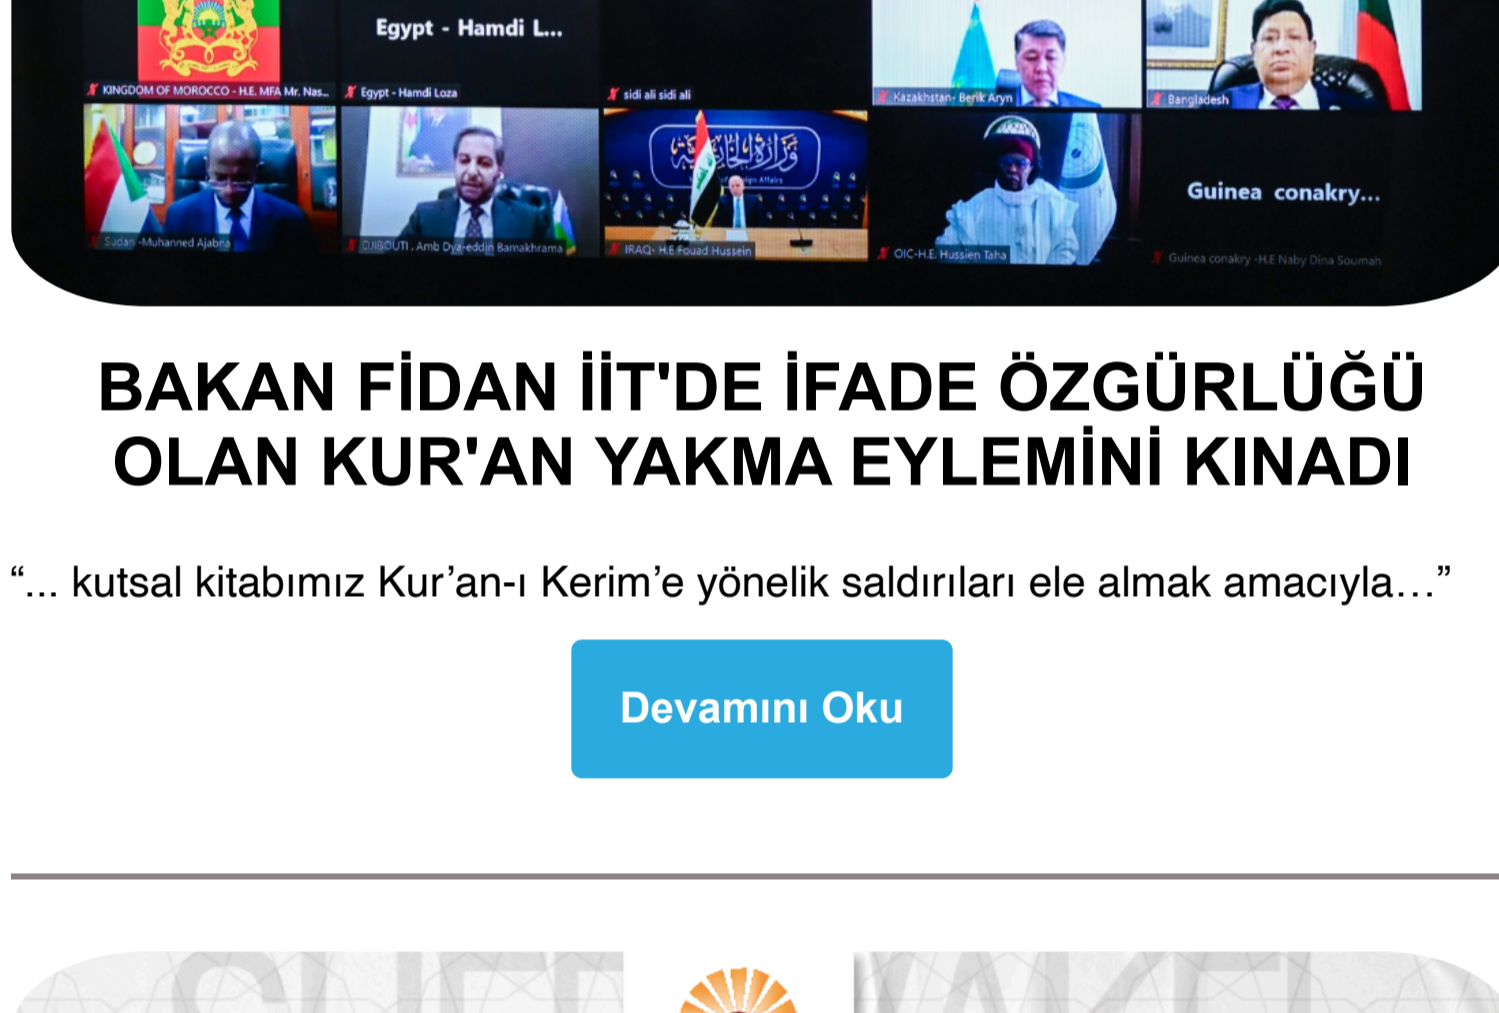 Egypt - Hamdi L...
KINGDOM OF MOROCCO - H.E. MFA Mr. Nas...
Egypt - Hamdi Loza
sidi ali sidi ali
Kazakhstan- Berik Aryn
Bangladesh
وزارة الخارجية
Guinea conakry...
Sudan -Muhanned Ajabna
DJIBOUTI . Amb Dya-eddin Bamakhrama
IRAQ- H.E Fouad Hussein
OIC-H.E. Hussien Taha
Guinea conakry -H.E Naby Dina Soumah
BAKAN FİDAN İİT'DE İFADE ÖZGÜRLÜĞÜ
OLAN KUR'AN YAKMA EYLEMİNİ KINADI
“... kutsal kitabımız Kur’an-ı Kerim’e yönelik saldırıları ele almak amacıyla…”
Devamını Oku